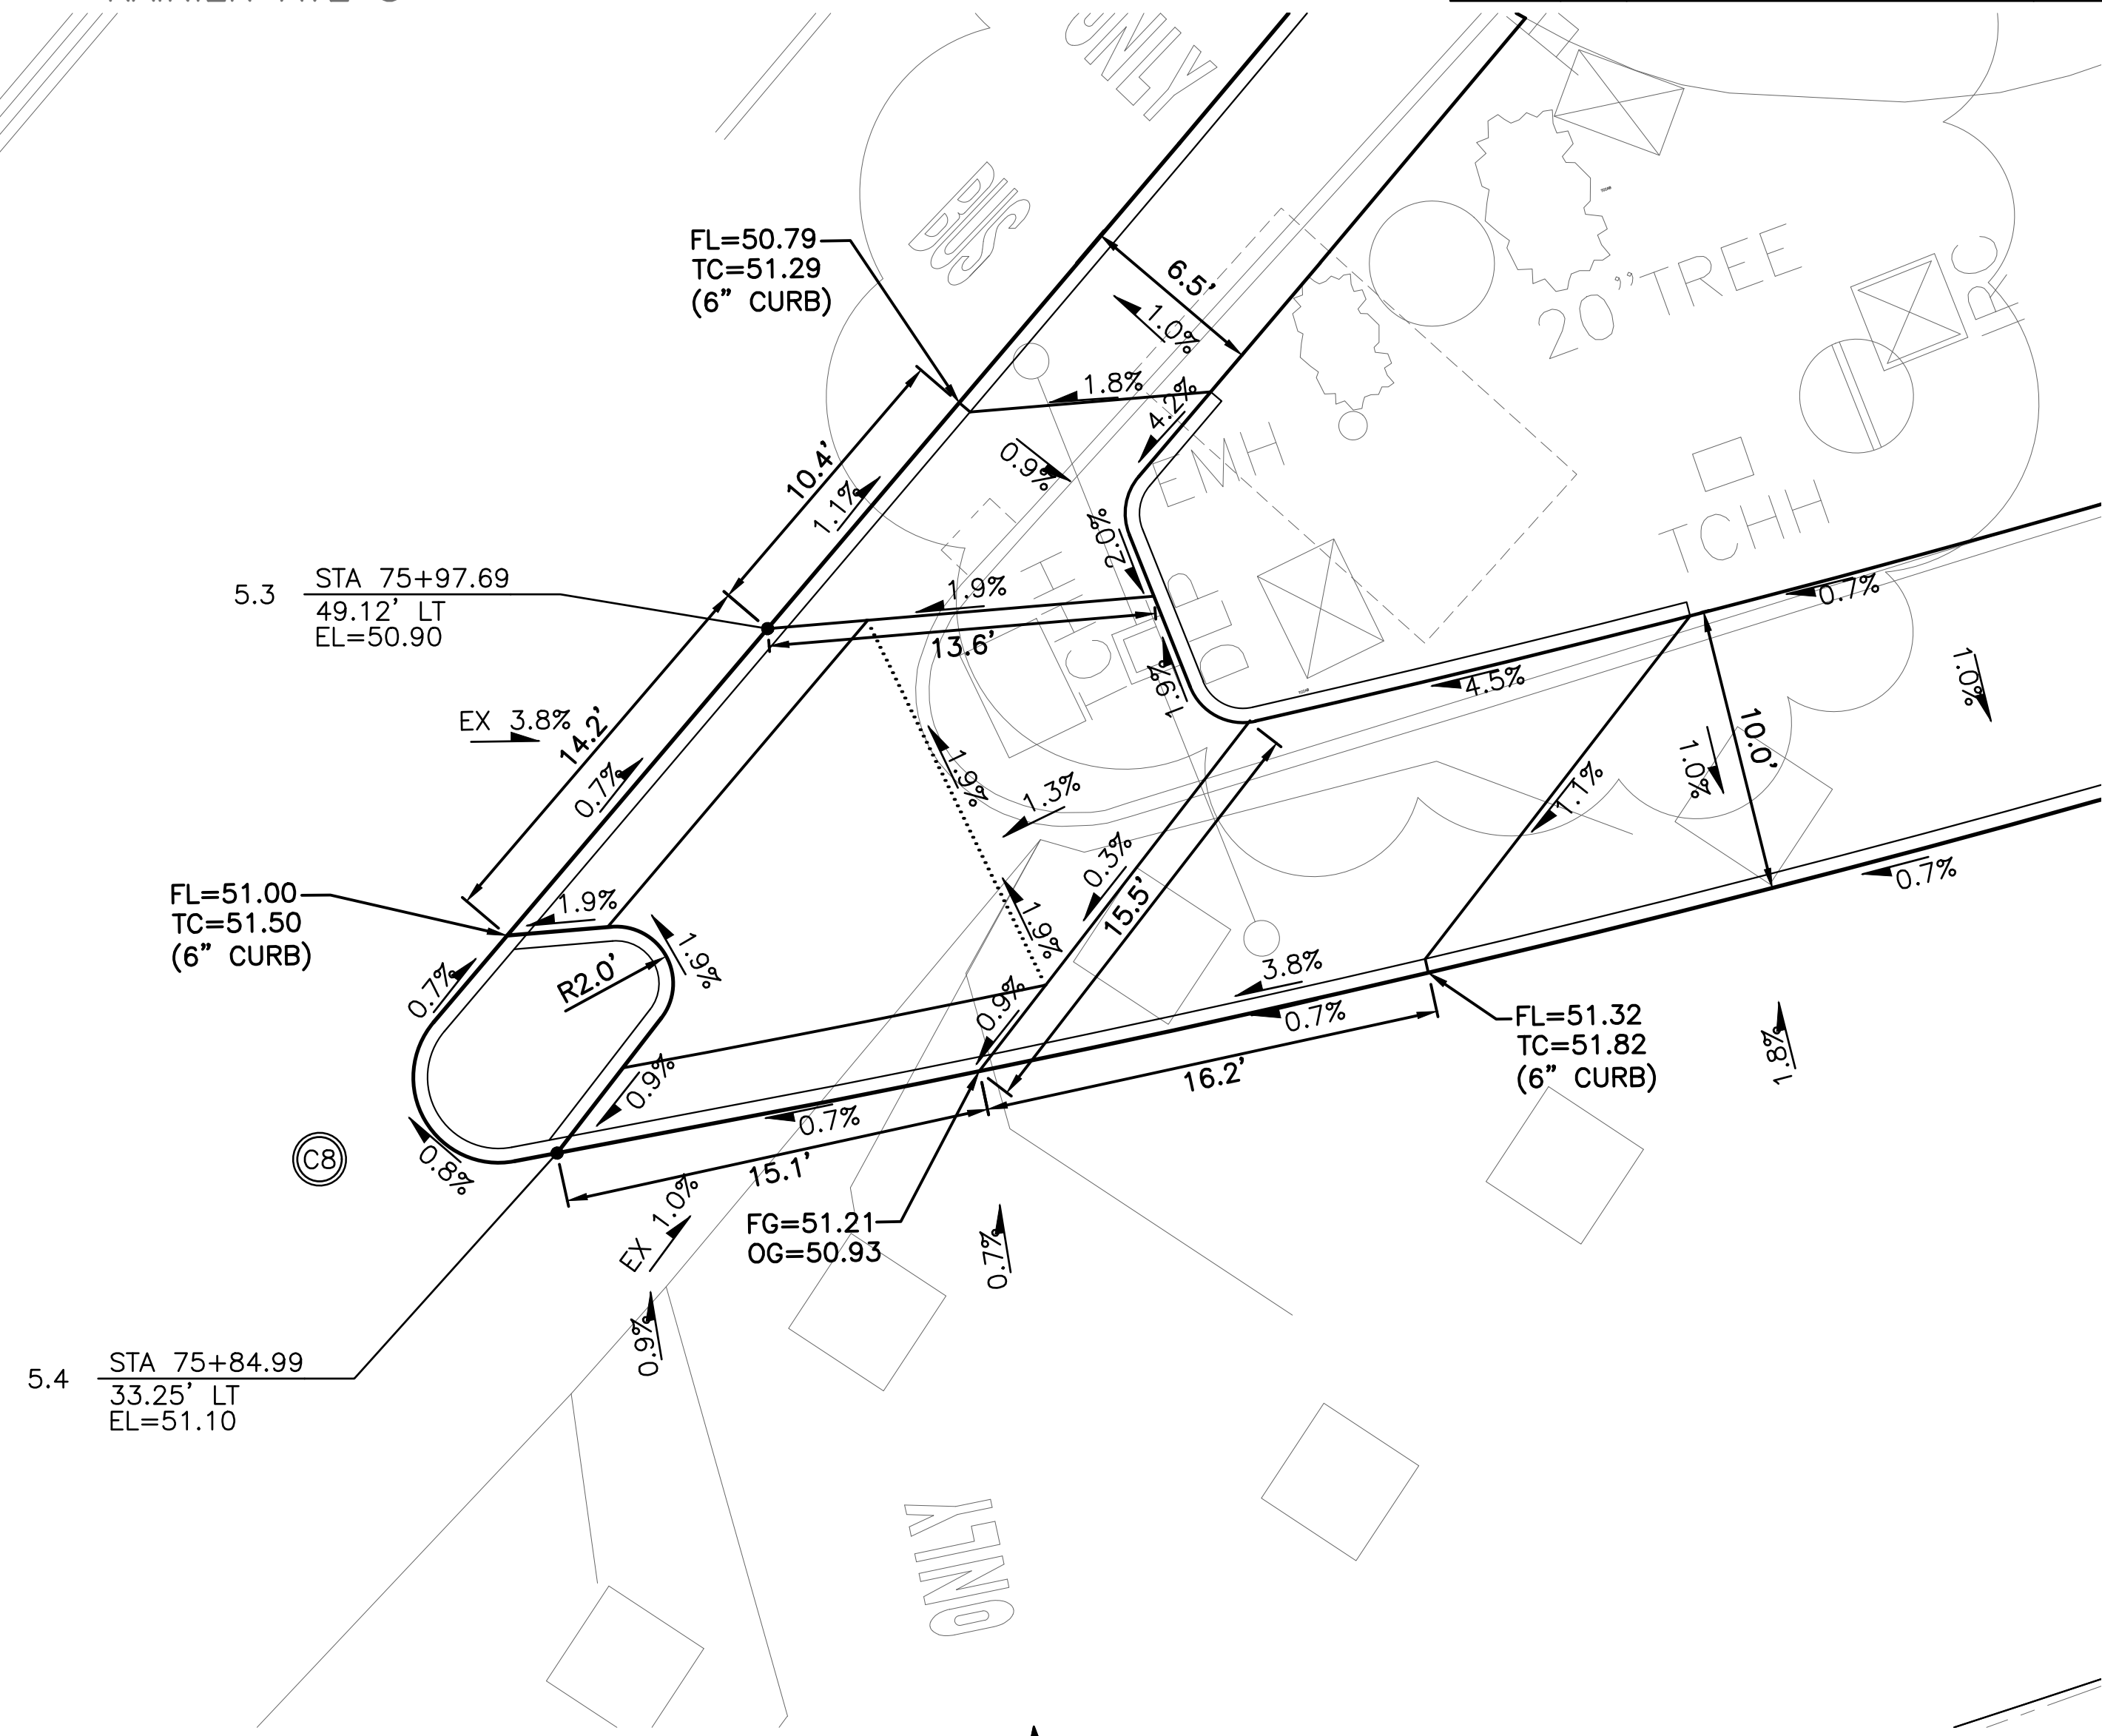 ONLY
BUS
FL=50.79
TC=51.29
(6" CURB)
6.5'
1.0%
20" TREE
IRC
1.8%
4.2%
10.4'
1.1%
0.9%
EMH
2.0%
TCHH
STA 75+97.69
5.3
49.12' LT
EL=50.90
1.9%
0.7%
13.6'
1.9%
4.5%
1.0%
EX 3.8%
14.2'
10.0'
1.0%
0.7%
1.9%
1.3%
1.1%
0.3%
0.7%
FL=51.00
TC=51.50
(6" CURB)
1.9%
15.5'
1.9%
1.9%
R2.0'
0.7%
3.8%
0.9%
0.7%
FL=51.32
TC=51.82
(6" CURB)
1.8%
16.2'
0.9%
0.7%
C8
0.8%
15.1'
EX 1.0%
FG=51.21
OG=50.93
0.7%
0.9%
STA 75+84.99
5.4
33.25' LT
EL=51.10
ONLY